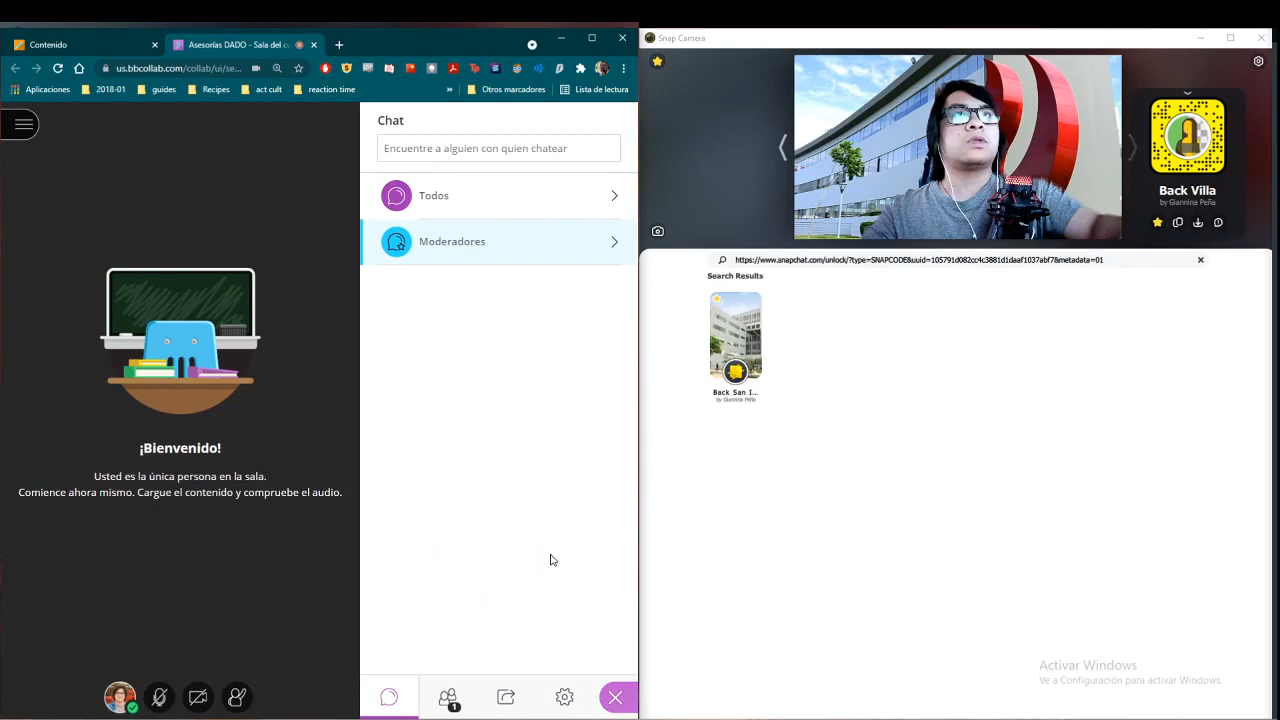 Contenido
Asesorías DADO - Sala del cu
us.bbcollab.com/collab/ui/se...
Aplicaciones
2018-01
guides
Recipes
act cult
reaction time
»
Otros marcadores
Lista de lectura
Chat
Encuentre a alguien con quien chatear
Todos
Moderadores
¡Bienvenido!
Usted es la única persona en la sala.
Comience ahora mismo. Cargue el contenido y compruebe el audio.
1
Snap Camera
Back Villa
by Giannina Peña
https://www.snapchat.com/unlock/?type=SNAPCODE&uuid=105791d082cc4c3881d1daaf1037abf7&metadata=01
Search Results
Back San I...
by Giannina Peña
Activar Windows
Ve a Configuración para activar Windows.